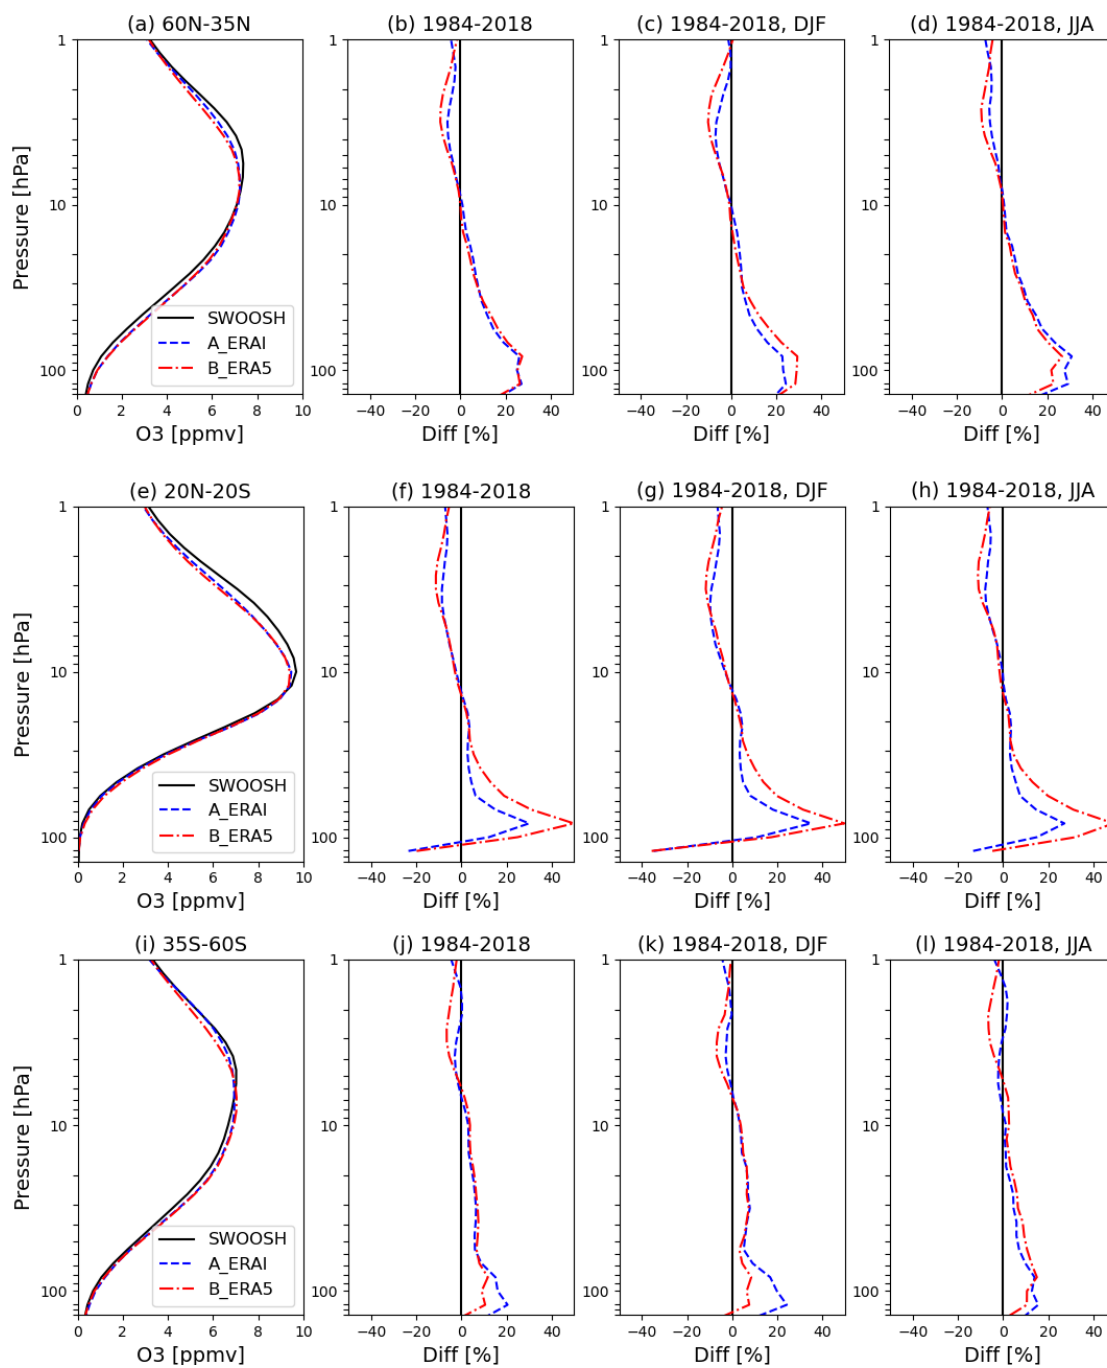 (a) 60N-35N
(b) 1984-2018
(c) 1984-2018, DJF
(d) 1984-2018, JJA
Pressure [hPa]
1
10
100
SWOOSH
A_ERAI
B_ERA5
0 2 4 6 8 10
O3 [ppmv]
−40 −20 0 20 40
Diff [%]
−40 −20 0 20 40
Diff [%]
−40 −20 0 20 40
Diff [%]
(e) 20N-20S
(f) 1984-2018
(g) 1984-2018, DJF
(h) 1984-2018, JJA
Pressure [hPa]
1
10
100
SWOOSH
A_ERAI
B_ERA5
0 2 4 6 8 10
O3 [ppmv]
−40 −20 0 20 40
Diff [%]
−40 −20 0 20 40
Diff [%]
−40 −20 0 20 40
Diff [%]
(i) 35S-60S
(j) 1984-2018
(k) 1984-2018, DJF
(l) 1984-2018, JJA
Pressure [hPa]
1
10
100
SWOOSH
A_ERAI
B_ERA5
0 2 4 6 8 10
O3 [ppmv]
−40 −20 0 20 40
Diff [%]
−40 −20 0 20 40
Diff [%]
−40 −20 0 20 40
Diff [%]